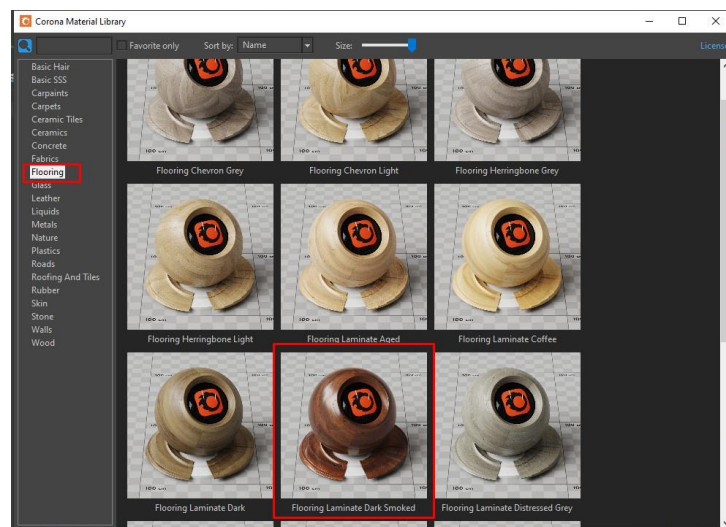 Corona Material Library
Favorite only
Sort by:
Name
Size:
License
Basic Hair
Basic SSS
Carpaints
Carpets
Ceramic Tiles
Ceramics
Concrete
Fabrics
Flooring
Glass
Leather
Liquids
Metals
Nature
Plastics
Roads
Roofing And Tiles
Rubber
Skin
Stone
Walls
Wood
Flooring Chevron Grey
Flooring Chevron Light
Flooring Herringbone Grey
Flooring Herringbone Light
Flooring Laminate Aged
Flooring Laminate Coffee
Flooring Laminate Dark
Flooring Laminate Dark Smoked
Flooring Laminate Distressed Grey